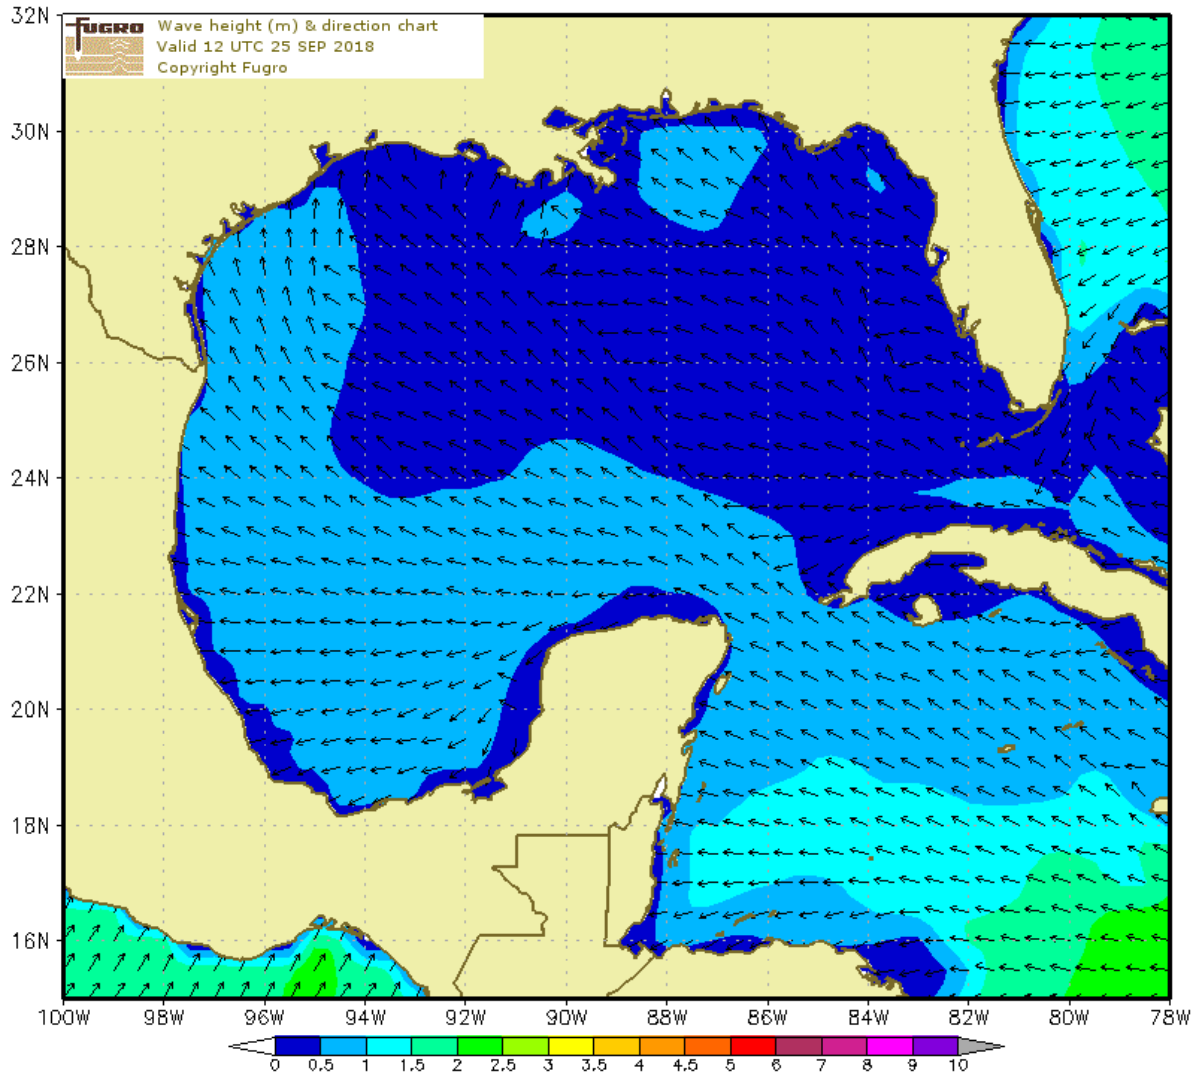 32N
FUGRO
Wave height (m) & direction chart
Valid 12 UTC 25 SEP 2018
Copyright Fugro
30N
28N
26N
24N
22N
20N
18N
16N
100W 98W 96W 94W 92W 90W 88W 86W 84W 82W 80W 78W
0 0.5 1 1.5 2 2.5 3 3.5 4 4.5 5 6 7 8 9 10